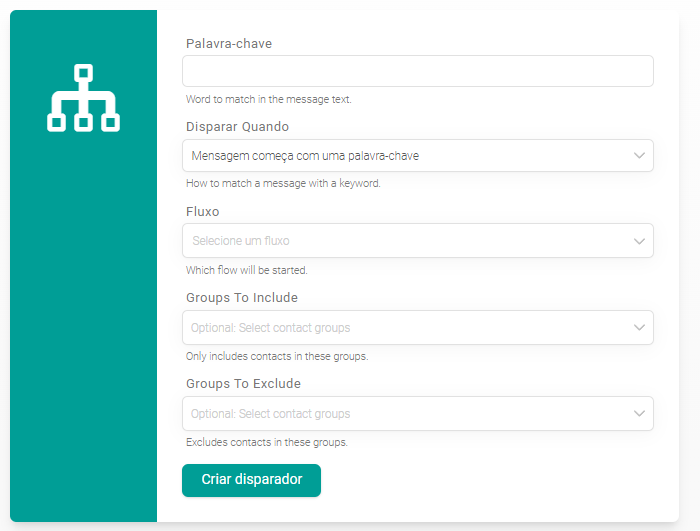 Palavra-chave
Word to match in the message text.
Disparar Quando
Mensagem começa com uma palavra-chave
How to match a message with a keyword.
Fluxo
Selecione um fluxo
Which flow will be started.
Groups To Include
Optional: Select contact groups
Only includes contacts in these groups.
Groups To Exclude
Optional: Select contact groups
Excludes contacts in these groups.
Criar disparador